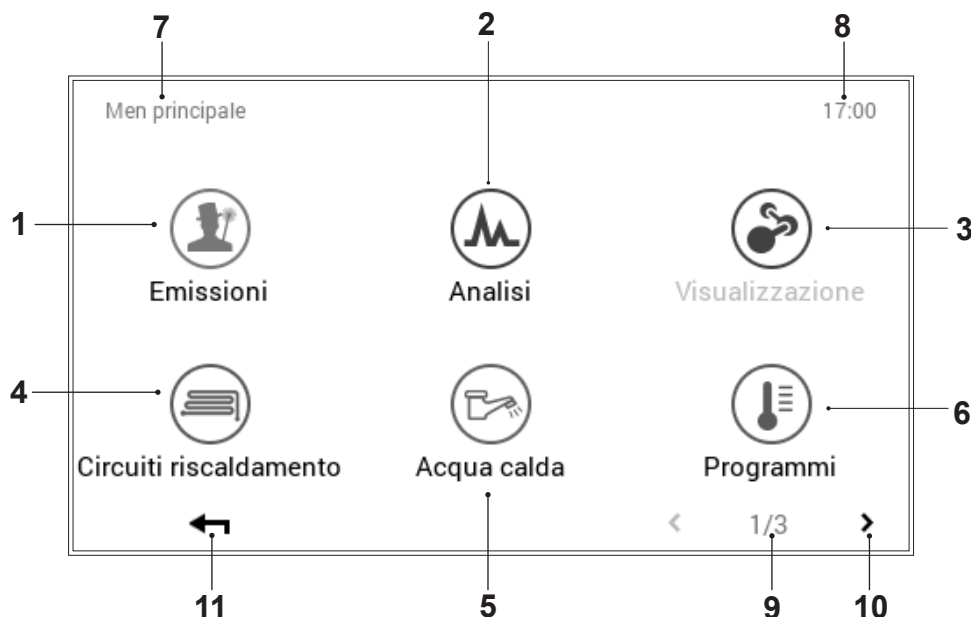 7 2 8
Men principale 17:00
1 3
Emissioni Analisi Visualizzazione
4 6
Circuiti riscaldamento Acqua calda Programmi
< 1/3 >
11 5 9 10